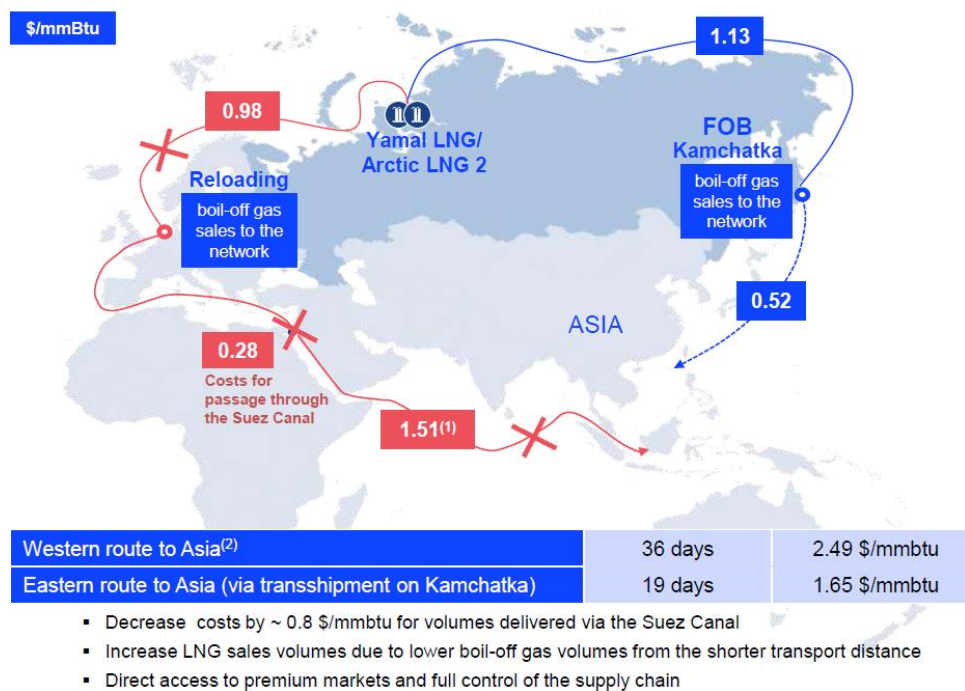 $/mmBtu
1.13
0.98
Yamal LNG/
Arctic LNG 2
FOB
Kamchatka
Reloading
boil-off gas
sales to the
network
boil-off gas
sales to the
network
0.52
ASIA
0.28
Costs for
passage through
the Suez Canal
1.51(1)
Western route to Asia(2) 36 days 2.49 $/mmbtu
Eastern route to Asia (via transshipment on Kamchatka) 19 days 1.65 $/mmbtu
▪ Decrease costs by ~ 0.8 $/mmbtu for volumes delivered via the Suez Canal
▪ Increase LNG sales volumes due to lower boil-off gas volumes from the shorter transport distance
▪ Direct access to premium markets and full control of the supply chain